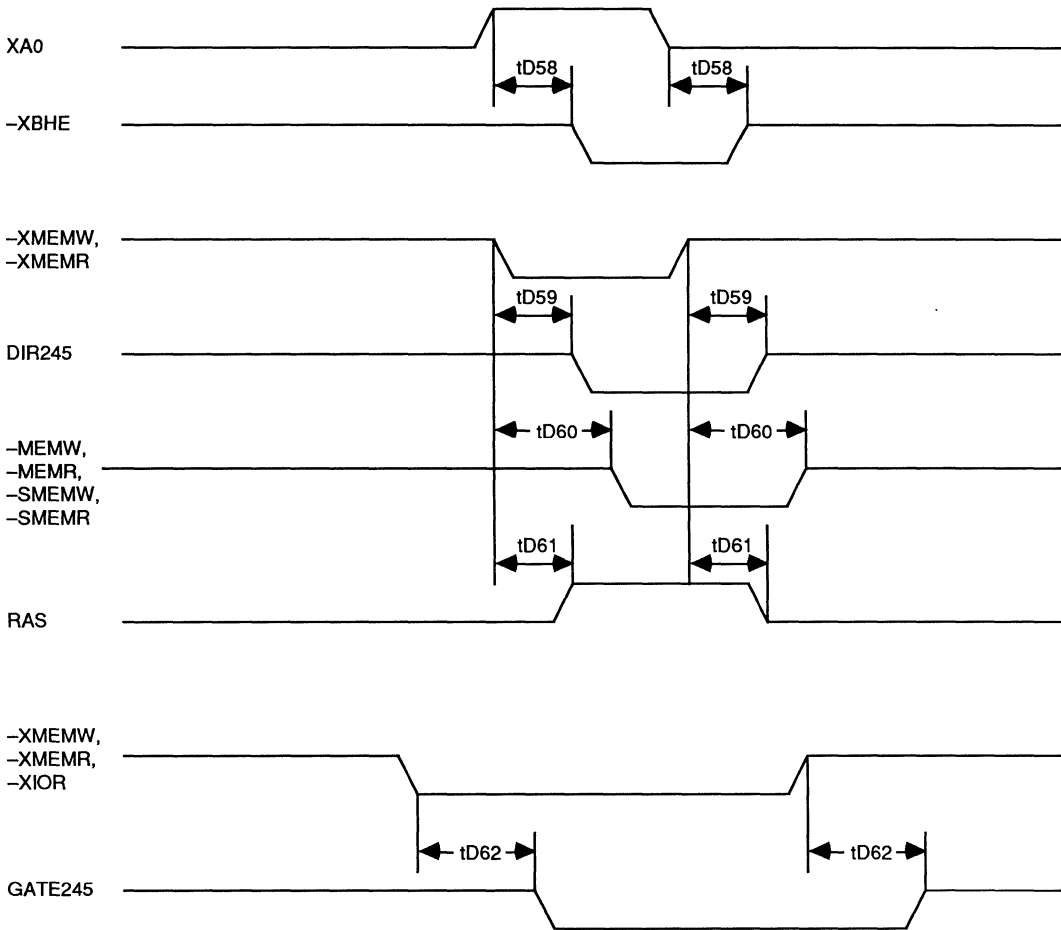 XA0
tD58 tD58
–XBHE
–XMEMW,
–XMEMR
tD59 tD59
DIR245
tD60 tD60
–MEMW,
–MEMR,
–SMEMW,
–SMEMR
tD61 tD61
RAS
–XMEMW,
–XMEMR,
–XIOR
tD62 tD62
GATE245